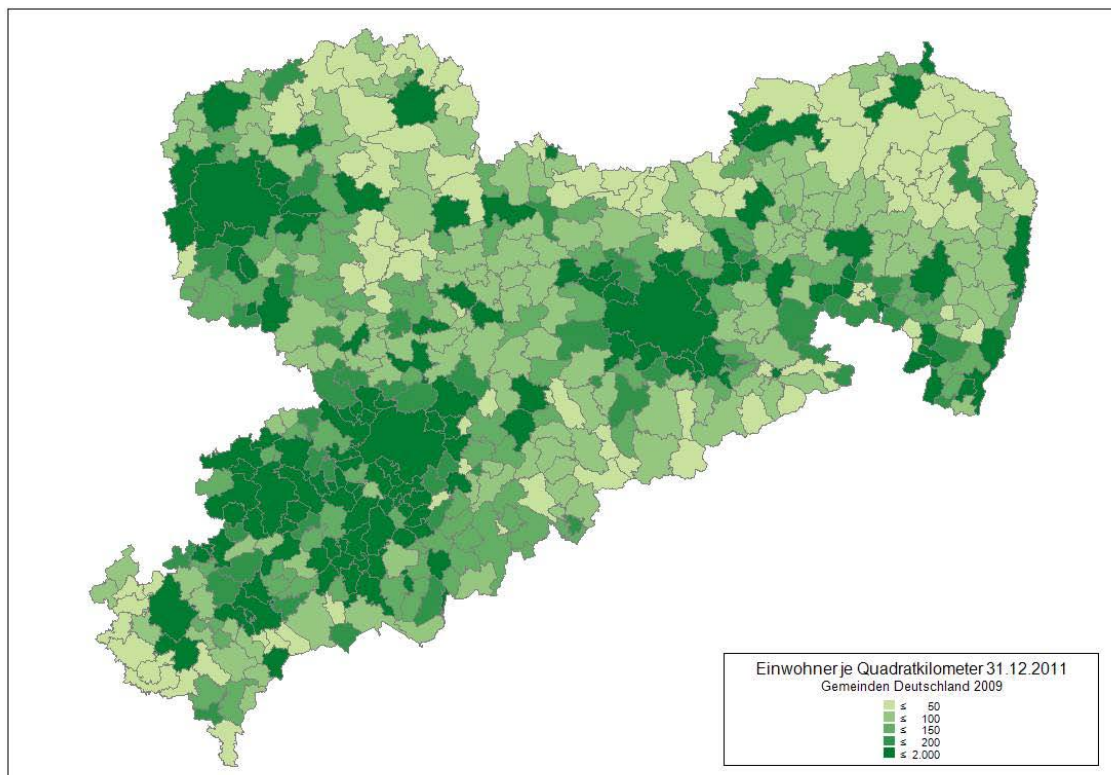 Einwohner je Quadratkilometer 31.12.2011
Gemeinden Deutschland 2009
≤ 50
≤ 100
≤ 150
≤ 200
≤ 2.000